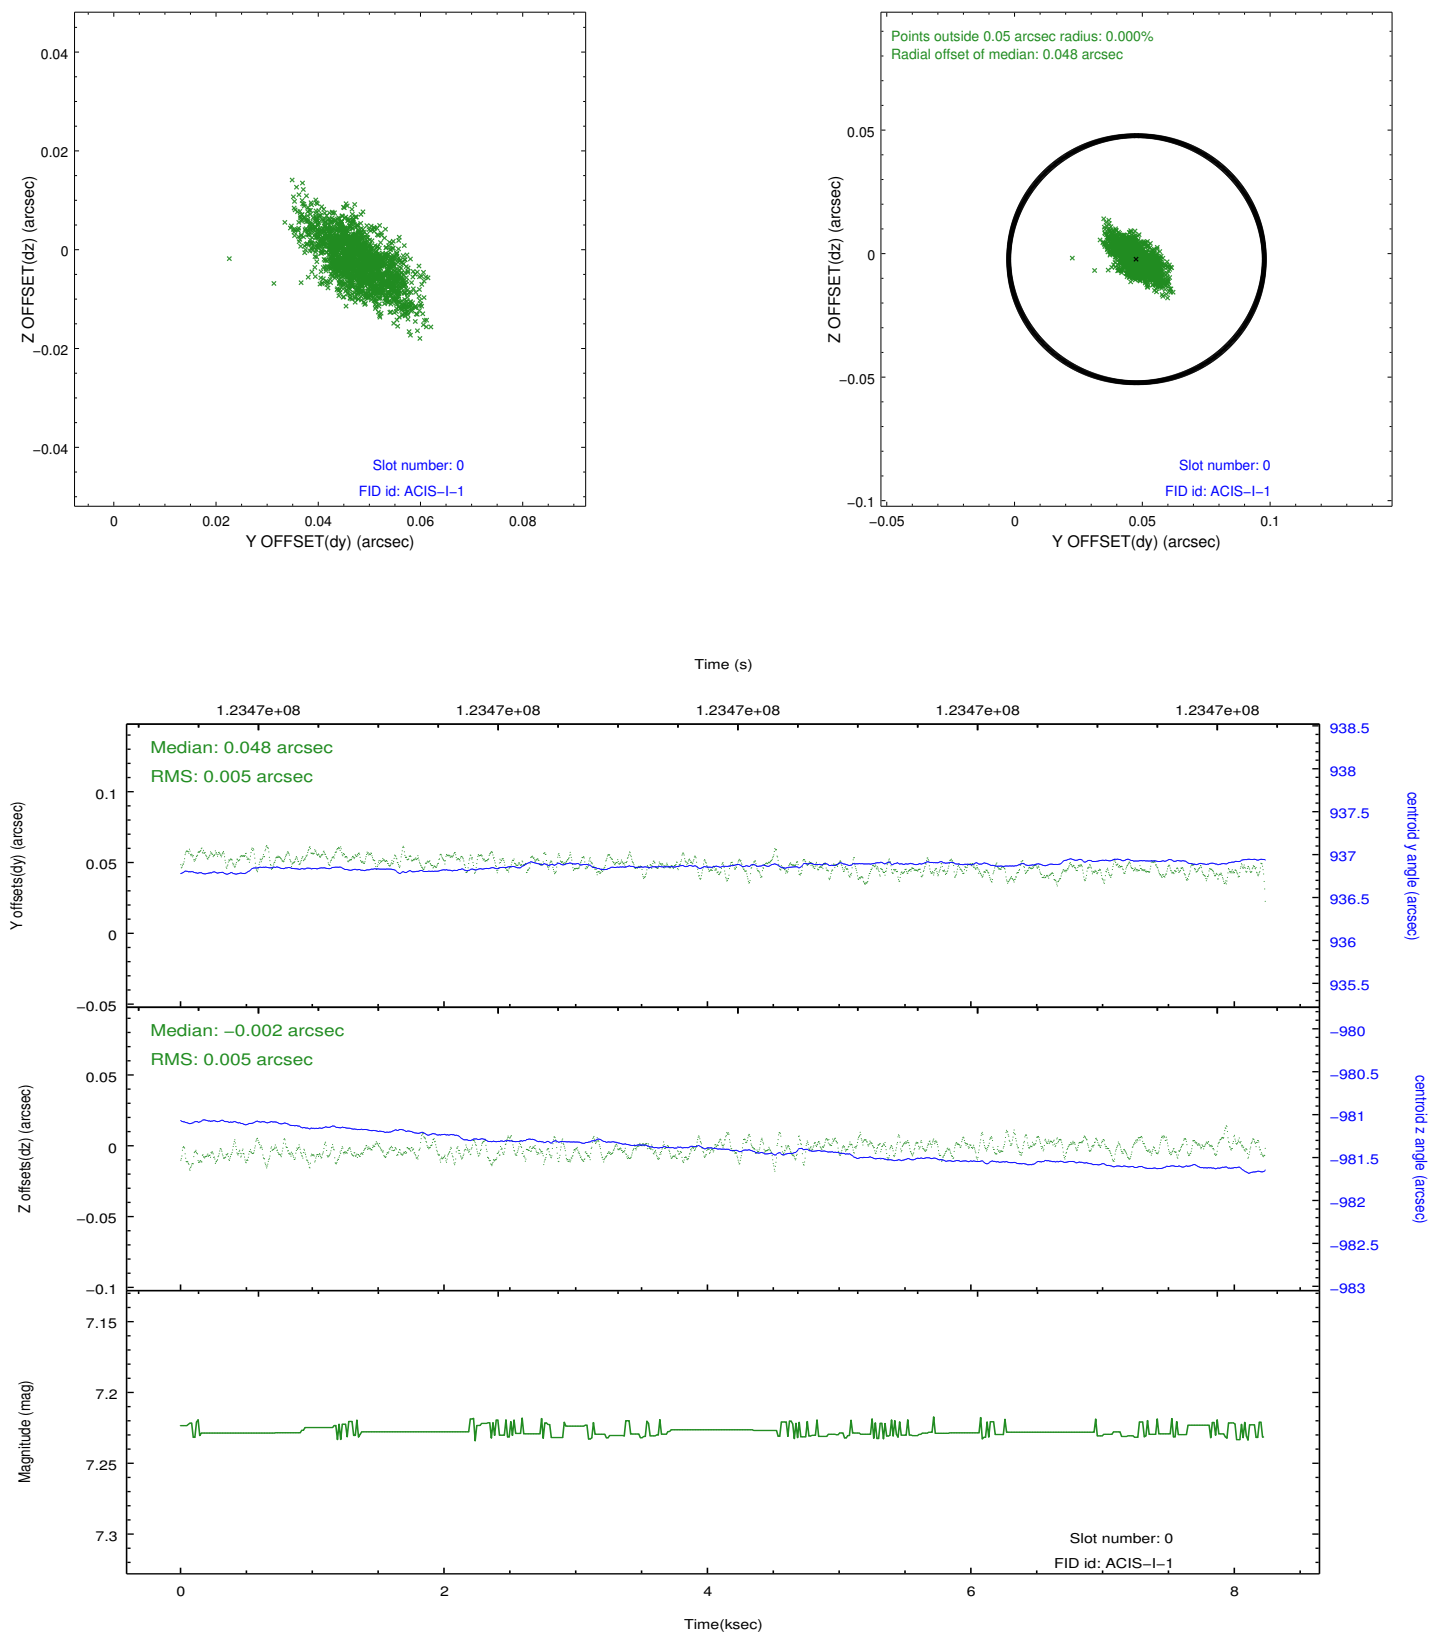 0.04
0.02
0
−0.02
−0.04
Z OFFSET(dz) (arcsec)
Slot number: 0
FID id: ACIS−I−1
0
0.02
0.04
0.06
0.08
Y OFFSET(dy) (arcsec)
Points outside 0.05 arcsec radius: 0.000%
Radial offset of median: 0.048 arcsec
0.05
0
−0.05
−0.1
Z OFFSET(dz) (arcsec)
Slot number: 0
FID id: ACIS−I−1
−0.05
0
0.05
0.1
Y OFFSET(dy) (arcsec)
Time (s)
1.2347e+08
1.2347e+08
1.2347e+08
1.2347e+08
1.2347e+08
Median: 0.048 arcsec
RMS: 0.005 arcsec
0.1
0.05
0
−0.05
Y offsets(dy) (arcsec)
938.5
938
937.5
937
936.5
936
935.5
centroid y angle (arcsec)
Median: −0.002 arcsec
RMS: 0.005 arcsec
0.05
0
−0.05
−0.1
Z offsets(dz) (arcsec)
−980
−980.5
−981
−981.5
−982
−982.5
−983
centroid z angle (arcsec)
7.15
7.2
7.25
7.3
Magnitude (mag)
Slot number: 0
FID id: ACIS−I−1
0
2
4
6
8
Time(ksec)